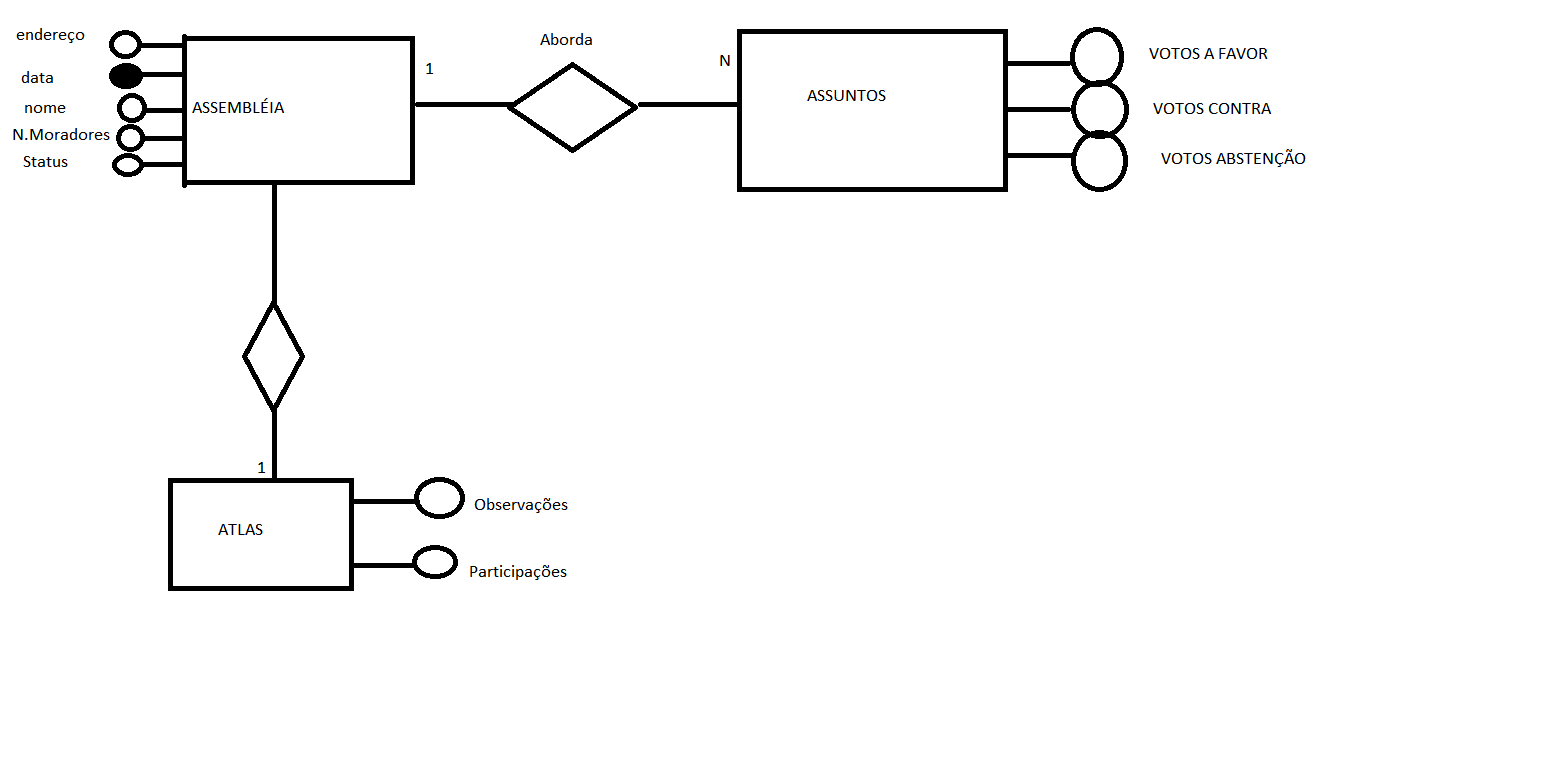 endereço
data
nome
N.Moradores
Status
ASSEMBLÉIA
1
Aborda
N
ASSUNTOS
VOTOS A FAVOR
VOTOS CONTRA
VOTOS ABSTENÇÃO
1
ATLAS
Observações
Participações